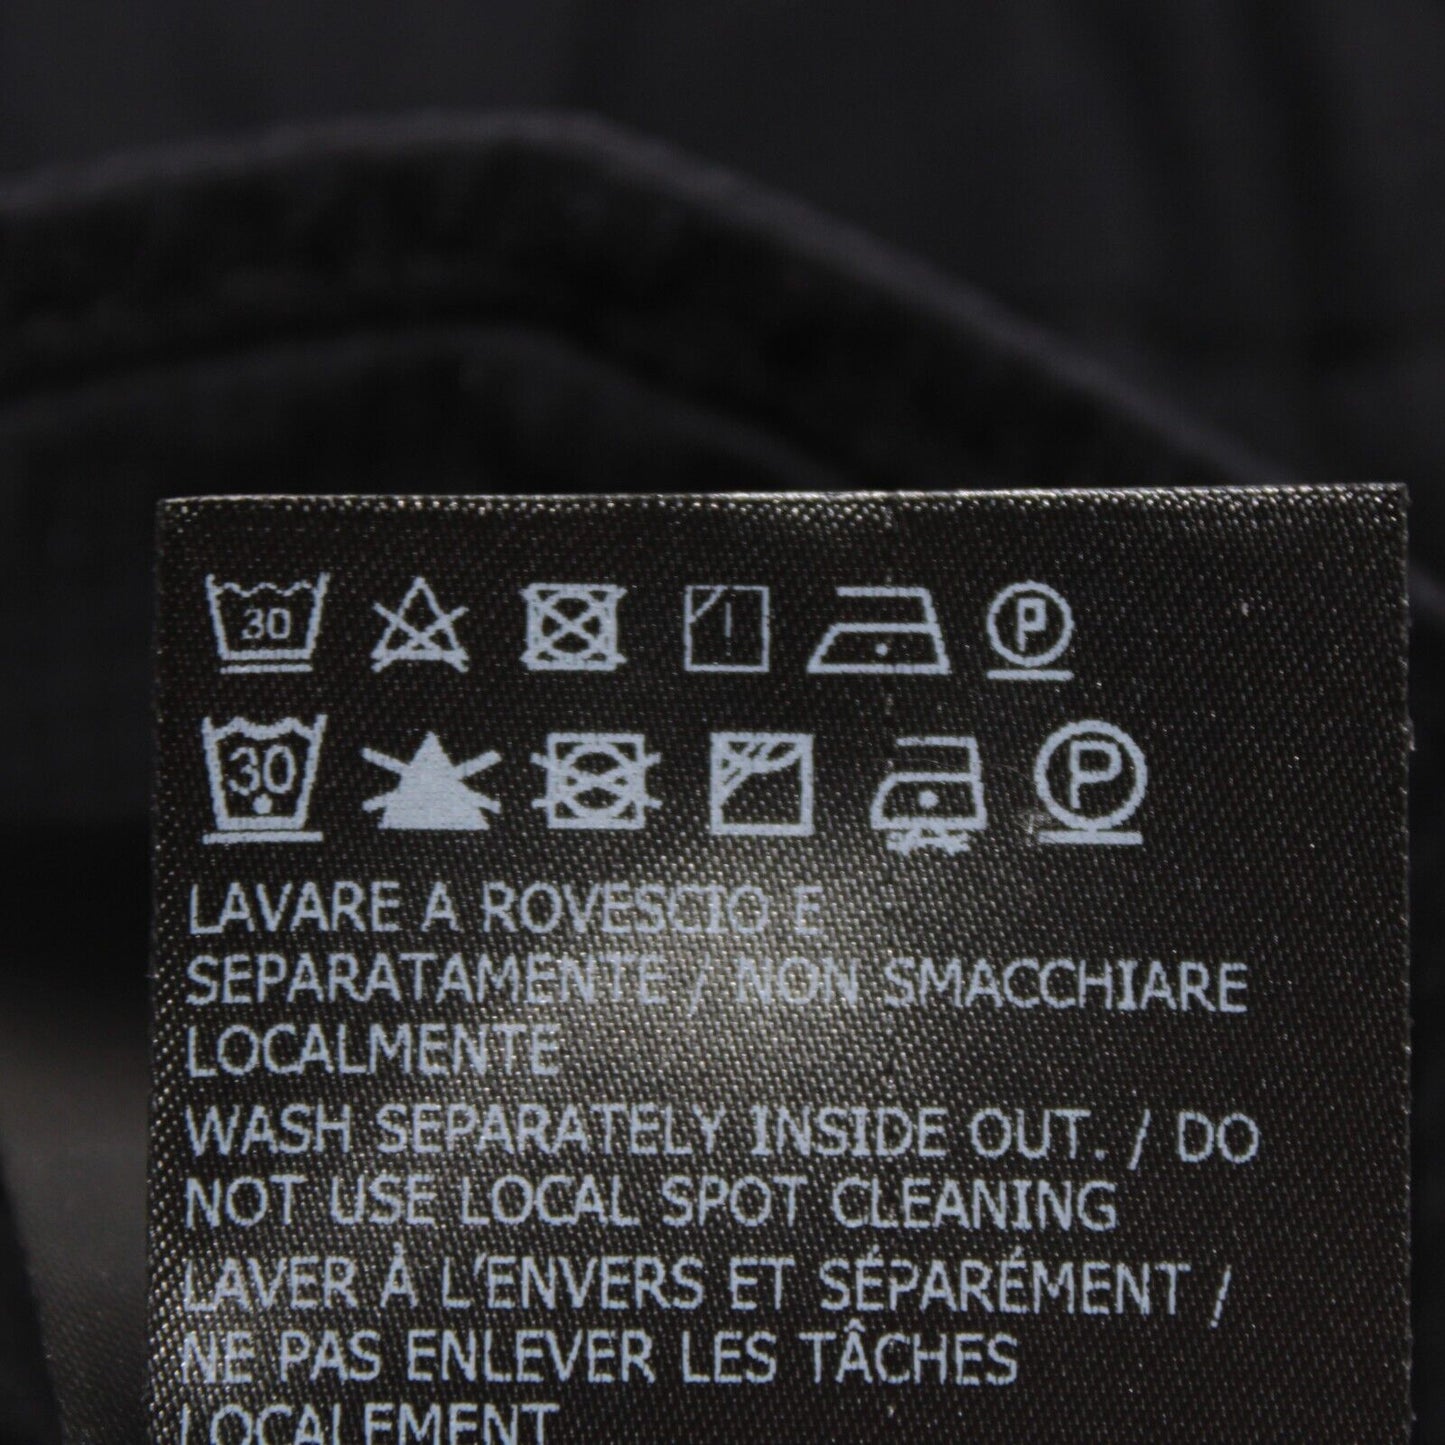 30 P
30 P
LAVARE A ROVESCIO E
SEPARATAMENTE / NON SMACCHIARE
LOCALMENTE
WASH SEPARATELY INSIDE OUT. / DO
NOT USE LOCAL SPOT CLEANING
LAVER À L'ENVERS ET SÉPARÉMENT /
NE PAS ENLEVER LES TÂCHES
LOCALEMENT